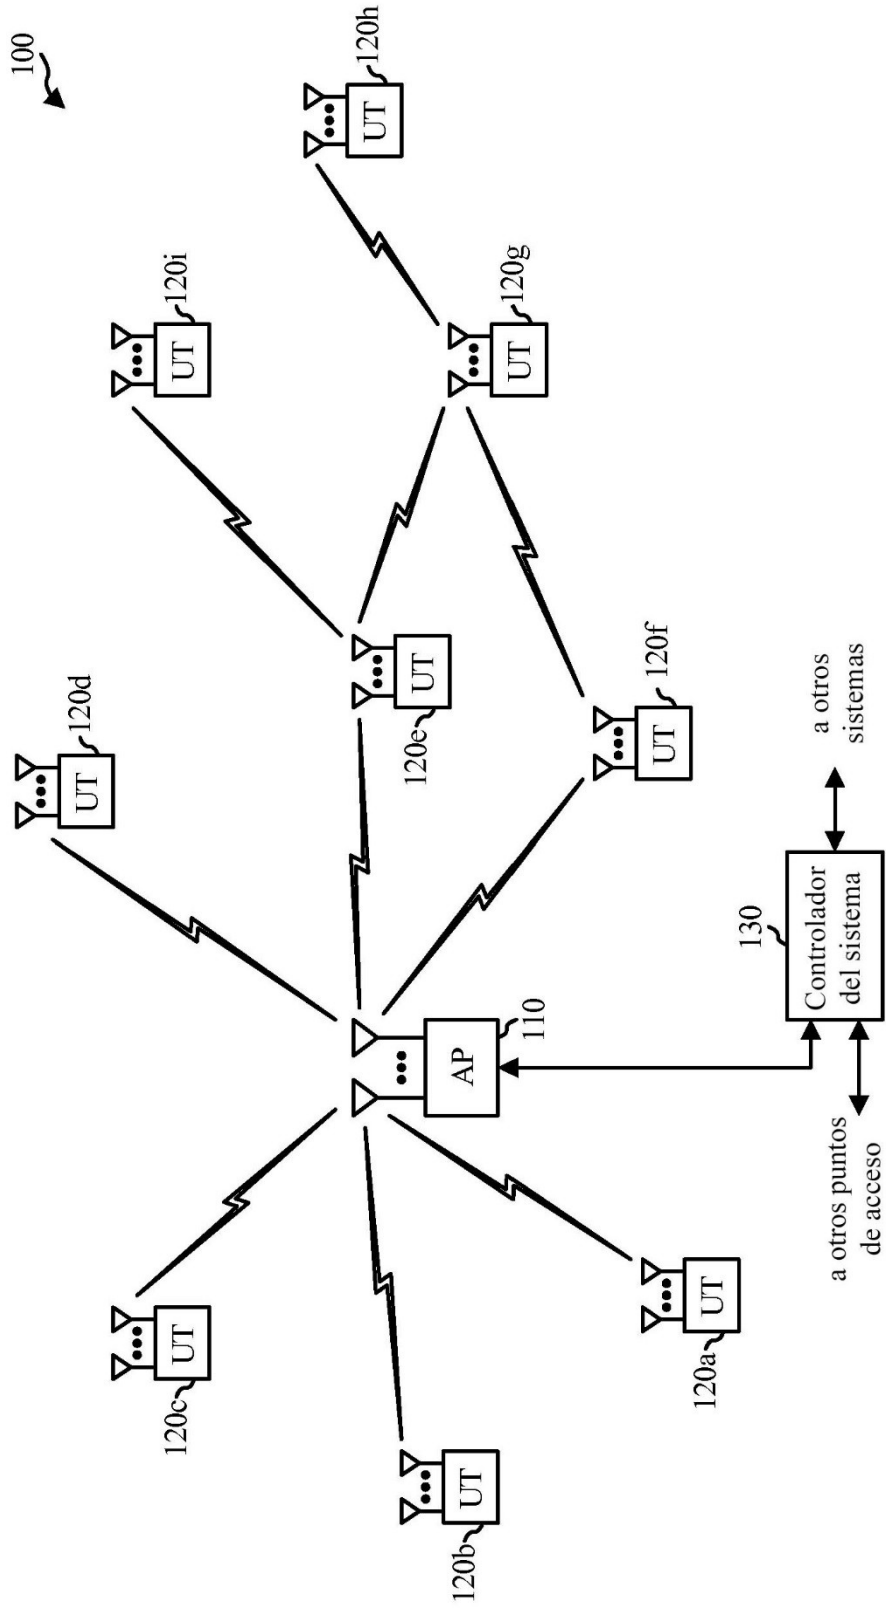 100
UT
120d
UT
120i
UT
120h
UT
120c
UT
120e
UT
120g
UT
120b
AP
110
UT
120f
UT
120a
130
Controlador
del sistema
a otros
sistemas
a otros puntos
de acceso